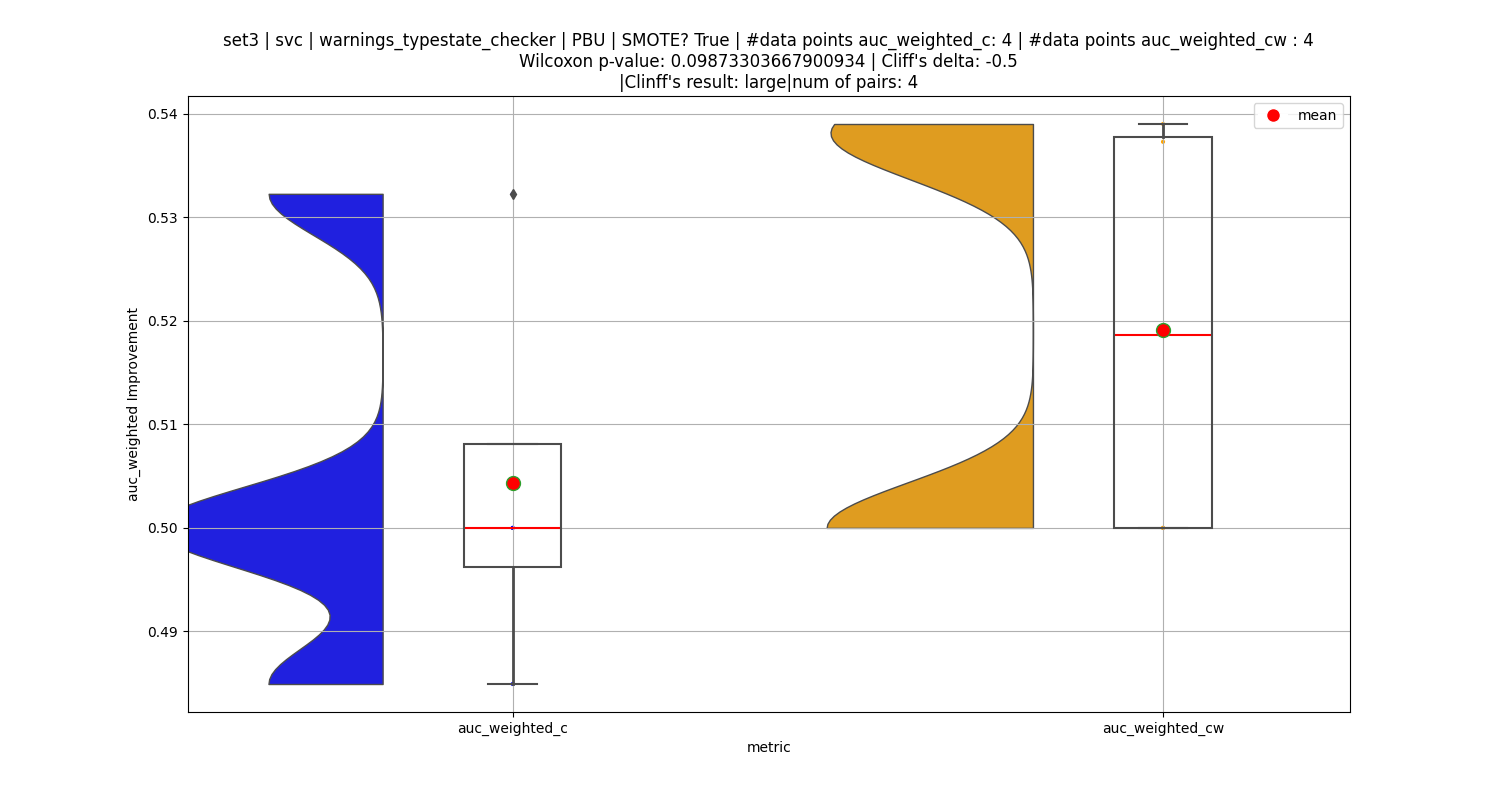 set3 | svc | warnings_typestate_checker | PBU | SMOTE? True | #data points auc_weighted_c: 4 | #data points auc_weighted_cw : 4
Wilcoxon p-value: 0.09873303667900934 | Cliff's delta: -0.5
|Clinff's result: large|num of pairs: 4
mean
0.54
0.53
0.52
0.51
0.50
0.49
auc_weighted Improvement
auc_weighted_c
auc_weighted_cw
metric